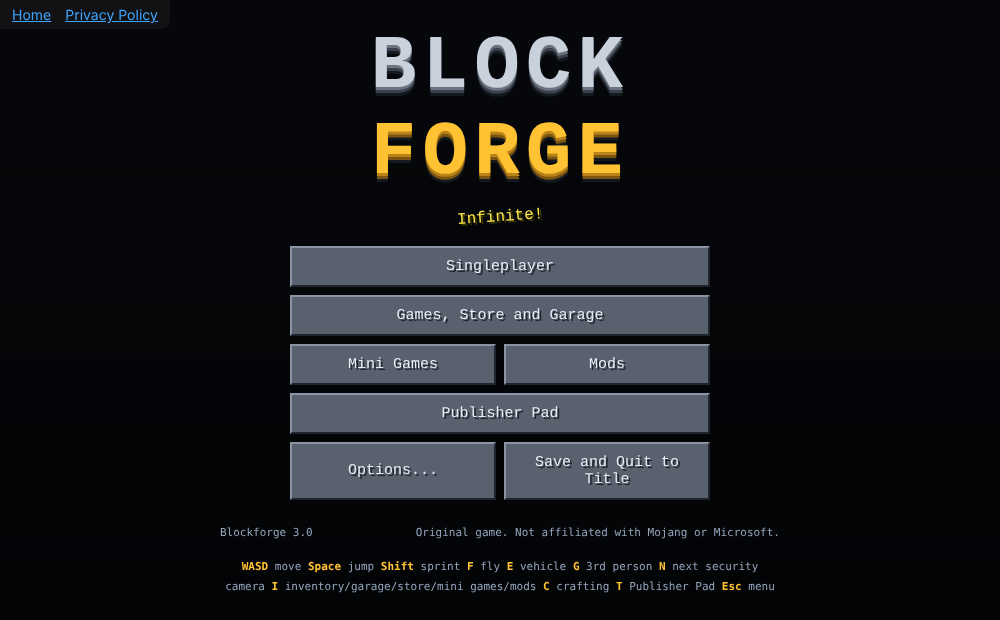 Home Privacy Policy
BLOCK
FORGE
Infinite!
Singleplayer
Games, Store and Garage
Mini Games Mods
Publisher Pad
Options... Save and Quit to
Title
Blockforge 3.0 Original game. Not affiliated with Mojang or Microsoft.
WASD move Space jump Shift sprint F fly E vehicle G 3rd person N next security
camera I inventory/garage/store/mini games/mods C crafting T Publisher Pad Esc menu